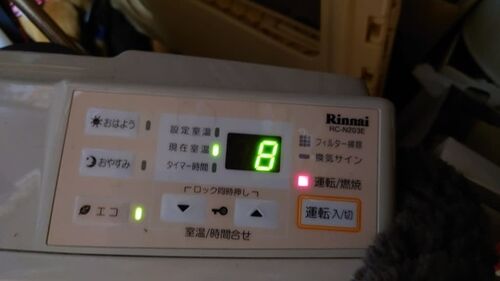 Rinnai
RC-N203E
おはよう
おやすみ
エコ
設定室温
現在室温
タイマー時間
8
フィルター掃除
換気サイン
運転/燃焼
ロック同時押し
室温/時間合せ
運転 入/切